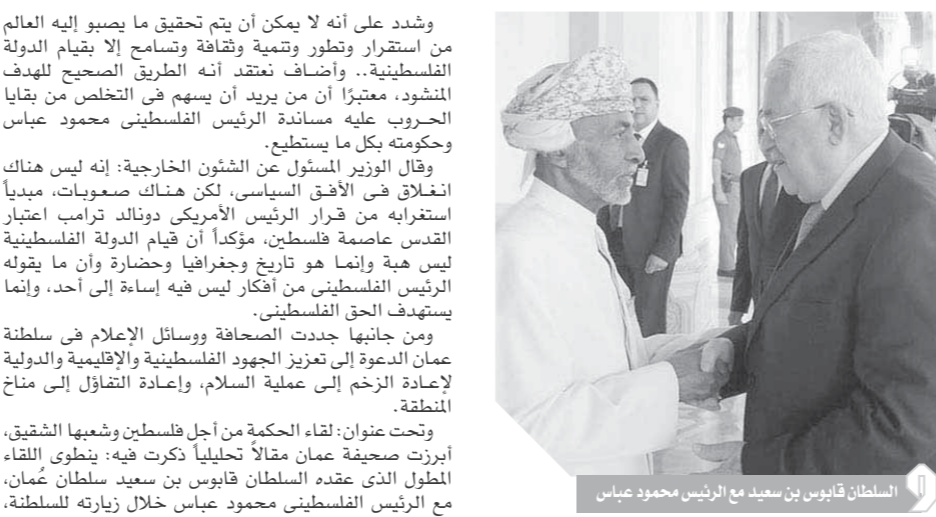 وشدد على أنه لا يمكن أن يتم تحقيق ما يصبو إليه العالم
من استقرار وتطور وتنمية وثقافة وتسامح إلا بقيام الدولة
الفلسطينية.. وأضاف نعتقد أنه الطريق الصحيح للهدف
المنشود، معتبرًا أن من يريد أن يسهم فى التخلص من بقايا
الحروب عليه مساندة الرئيس الفلسطينى محمود عباس
وحكومته بكل ما يستطيع.
وقال الوزير المسئول عن الشئون الخارجية: إنه ليس هناك
انغلاق فى الأفق السياسى، لكن هناك صعوبات، مبدياً
استغرابه من قرار الرئيس الأمريكى دونالد ترامب اعتبار
القدس عاصمة فلسطين، مؤكداً أن قيام الدولة الفلسطينية
ليس هبة وإنما هو تاريخ وجغرافيا وحضارة وأن ما يقوله
الرئيس الفلسطينى من أفكار ليس فيه إساءة إلى أحد، وإنما
يستهدف الحق الفلسطينى.
ومن جانبها جددت الصحافة ووسائل الإعلام فى سلطنة
عمان الدعوة إلى تعزيز الجهود الفلسطينية والإقليمية والدولية
لإعادة الزخم إلى عملية السلام، وإعادة التفاؤل إلى مناخ
المنطقة.
وتحت عنوان: لقاء الحكمة من أجل فلسطين وشعبها الشقيق،
أبرزت صحيفة عمان مقالاً تحليلياً ذكرت فيه: ينطوى اللقاء
المطول الذى عقده السلطان قابوس بن سعيد سلطان عُمان،
مع الرئيس الفلسطينى محمود عباس خلال زيارته للسلطنة،
السلطان قابوس بن سعيد مع الرئيس محمود عباس